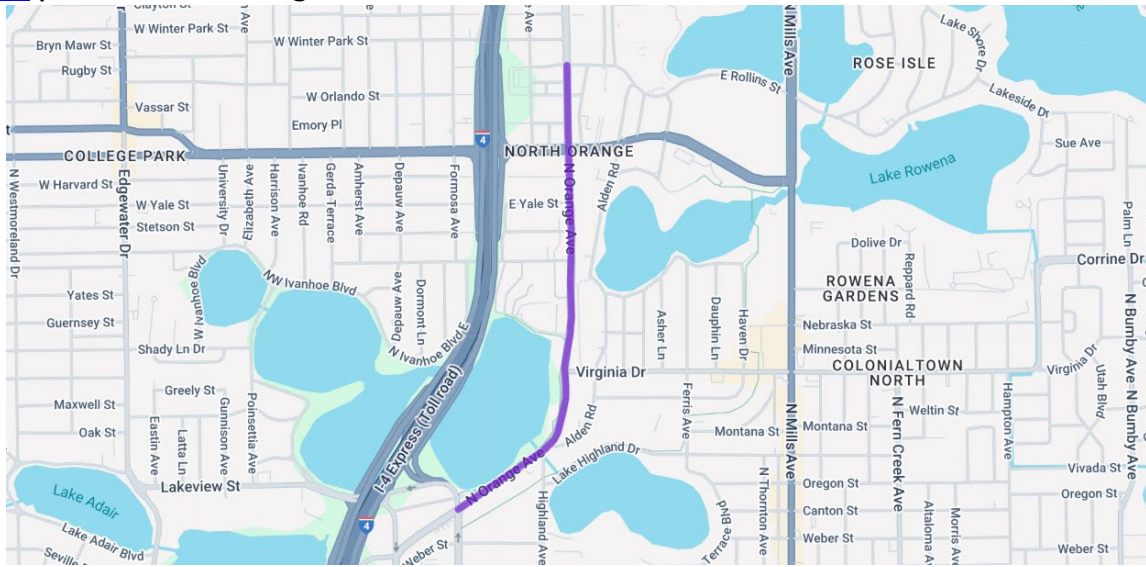 Clayton St
W Winter Park St
W Winter Park St
Bryn Mawr St
Rugby St
W Orlando St
Vassar St
Emory Pl
COLLEGE PARK
NORTH ORANGE
4
N Mills Ave
E Rollins St
ROSE ISLE
Lake Shore Dr
Lakeside Dr
Sue Ave
Lake Rowena
N Westmoreland Dr
Edgewater Dr
W Harvard St
W Yale St
Stetson St
University Dr
Elizabeth Ave
Harrison Ave
Ivanhoe Rd
Gerda Terrace
Amherst Ave
Depauw Ave
Formosa Ave
E Yale St
N Orange Ave
Alden Rd
Dolive Dr
Reppard Rd
Palm Ln
Corrine Dr
ROWENA
GARDENS
NW Ivanhoe Blvd
W Ivanhoe Blvd
Yates St
Guernsey St
Shady Ln Dr
Depauw Ave
Dormont Ln
N Ivanhoe Blvd E
Asher Ln
Dauphin Ln
Haven Dr
Nebraska St
Minnesota St
COLONIALTOWN
NORTH
Virginia Dr
Virginia Dr
N Bumby Ave
Utah Blvd
N Bumby Ave
Greely St
Maxwell St
Oak St
Eastin Ave
Latta Ln
Gunnison Ave
Poinsettia Ave
I-4 Express (Toll road)
Alden Rd
Ferris Ave
Montana St
Montana St
N Mills Ave
N Fern Creek Ave
Weltin St
Hampton Ave
Lake Highland Dr
N Orange Ave
Highland Ave
Lakeview St
Lake Adair
Lake Adair Blvd
4
Weber St
Terrace Blvd
N Thornton Ave
Oregon St
Canton St
Weber St
Altaloma Ave
Morris Ave
Vivada St
Oregon St
Weber St